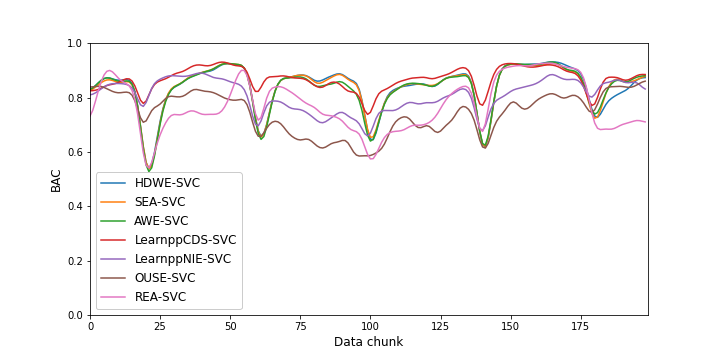 1.0
0.8
0.6
0.4
0.2
0.0
BAC
HDWE-SVC
SEA-SVC
AWE-SVC
LearnppCDS-SVC
LearnppNIE-SVC
OUSE-SVC
REA-SVC
0 25 50 75 100 125 150 175
Data chunk